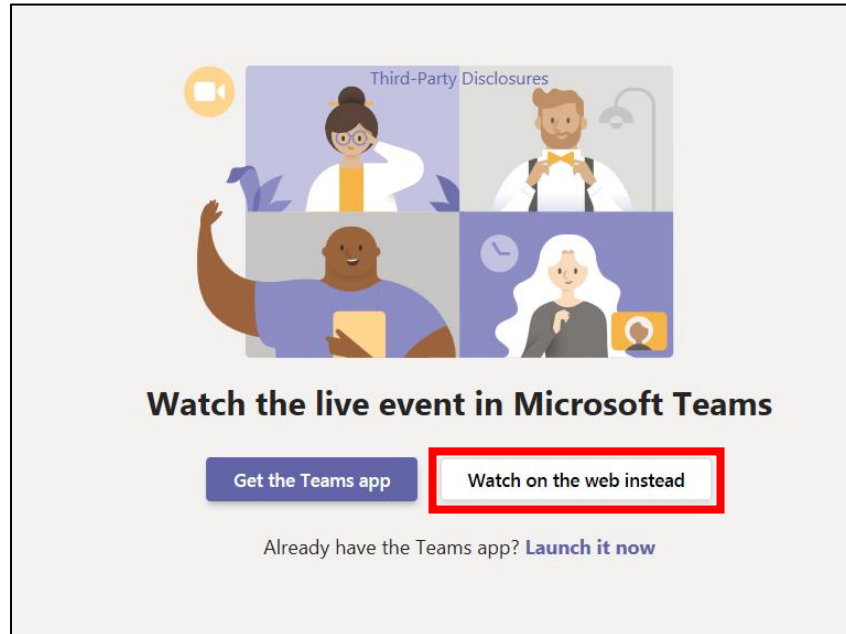 Third-Party Disclosures
Watch the live event in Microsoft Teams
Get the Teams app
Watch on the web instead
Already have the Teams app? Launch it now